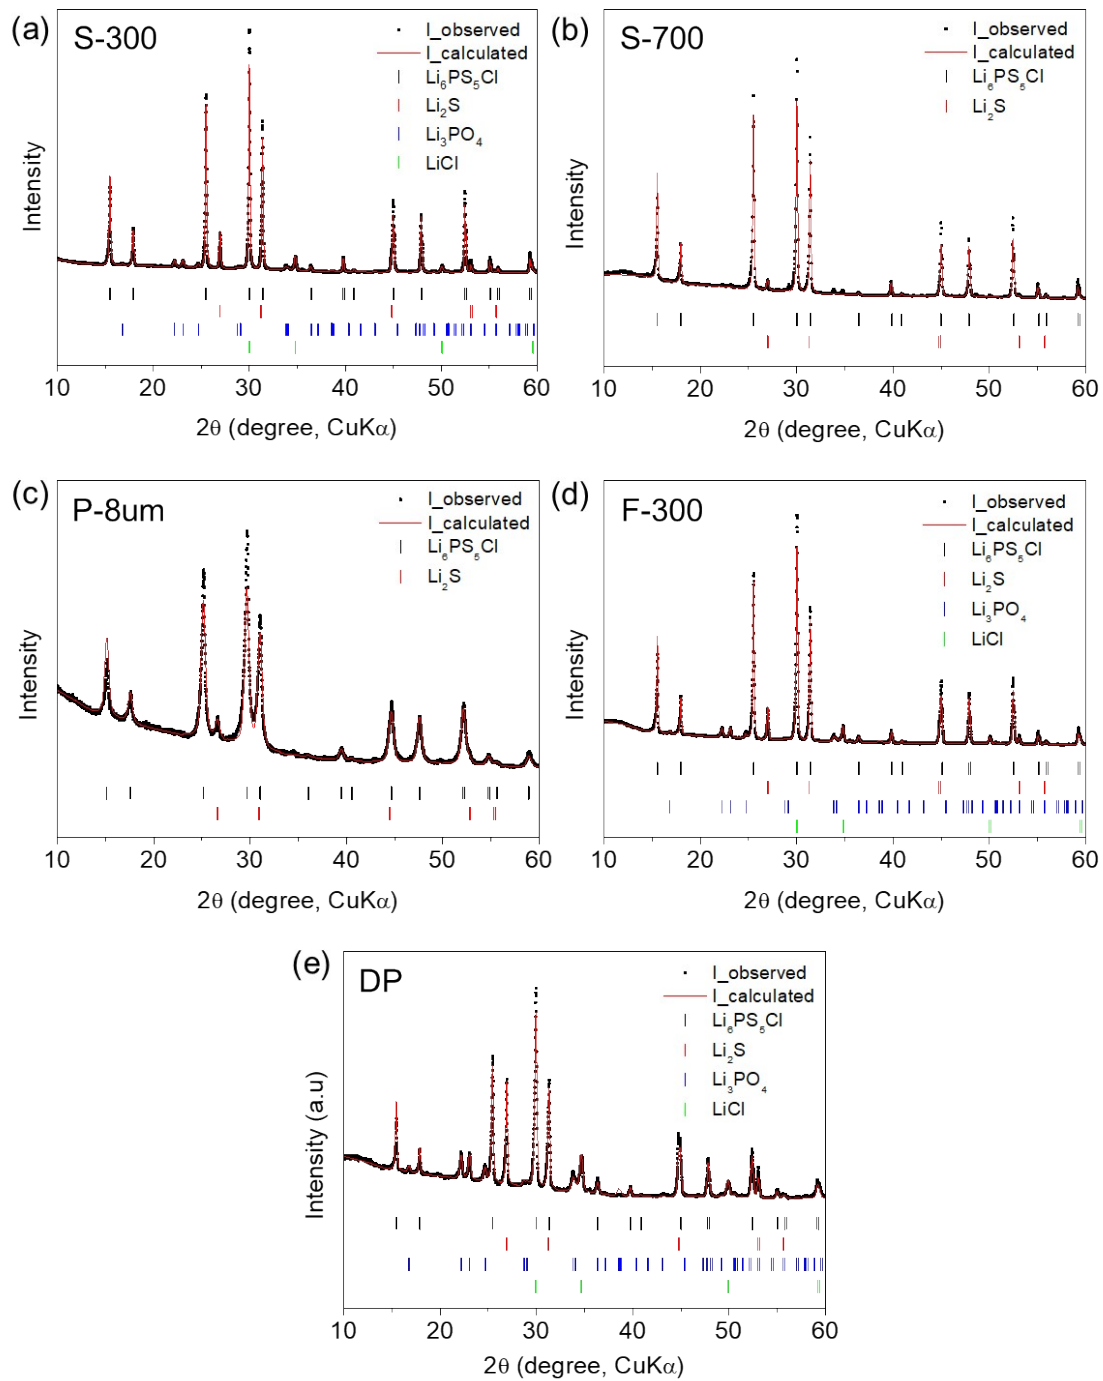 (a) S-300
I_observed
I_calculated
Li₆PS₅Cl
Li₂S
Li₃PO₄
LiCl
Intensity
10 20 30 40 50 60
2θ (degree, CuKα)
(b) S-700
I_observed
I_calculated
Li₆PS₅Cl
Li₂S
Intensity
10 20 30 40 50 60
2θ (degree, CuKα)
(c) P-8um
I_observed
I_calculated
Li₆PS₅Cl
Li₂S
Intensity
10 20 30 40 50 60
2θ (degree, CuKα)
(d) F-300
I_observed
I_calculated
Li₆PS₅Cl
Li₂S
Li₃PO₄
LiCl
Intensity
10 20 30 40 50 60
2θ (degree, CuKα)
(e) DP
I_observed
I_calculated
Li₆PS₅Cl
Li₂S
Li₃PO₄
LiCl
Intensity (a.u)
10 20 30 40 50 60
2θ (degree, CuKα)